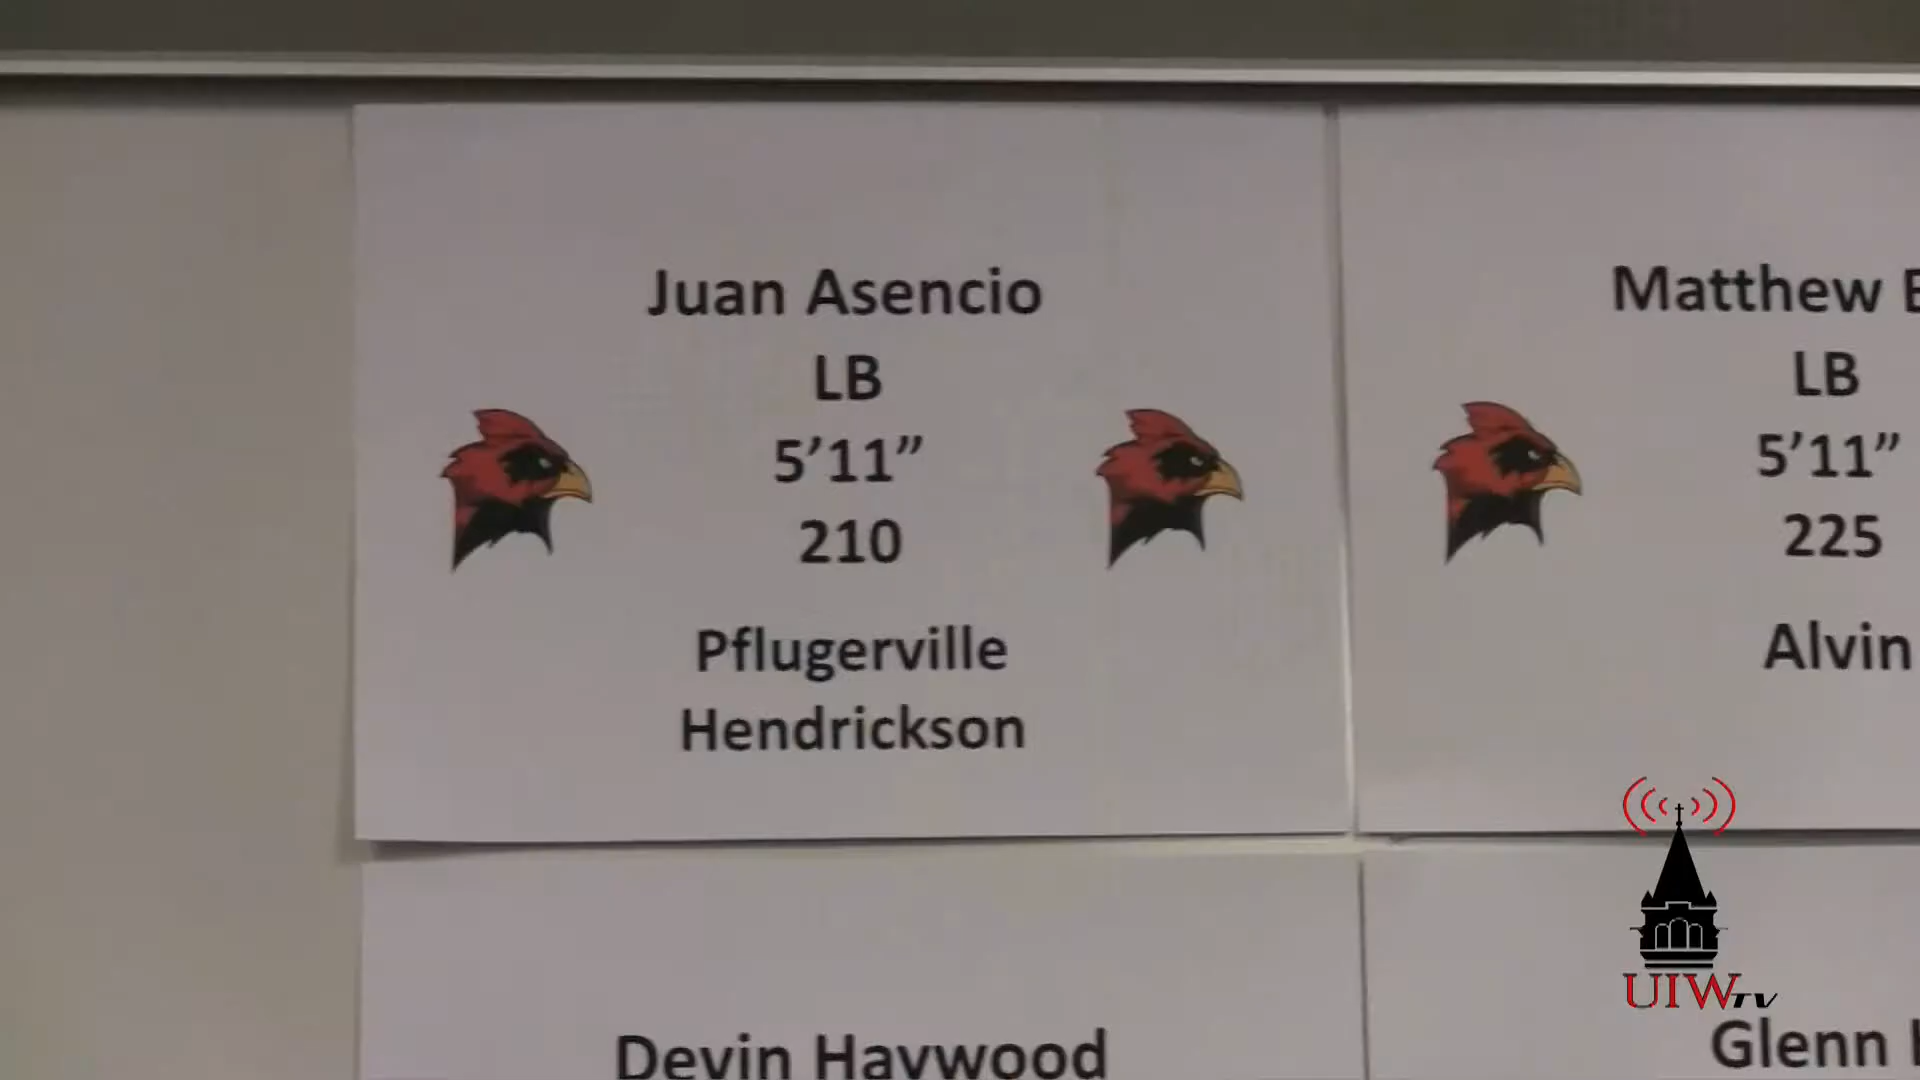 Juan Asencio
LB
5’11”
210
Pflugerville
Hendrickson
Matthew
LB
5’11”
225
Alvin
UIWTV
Devin Haywood
Glenn